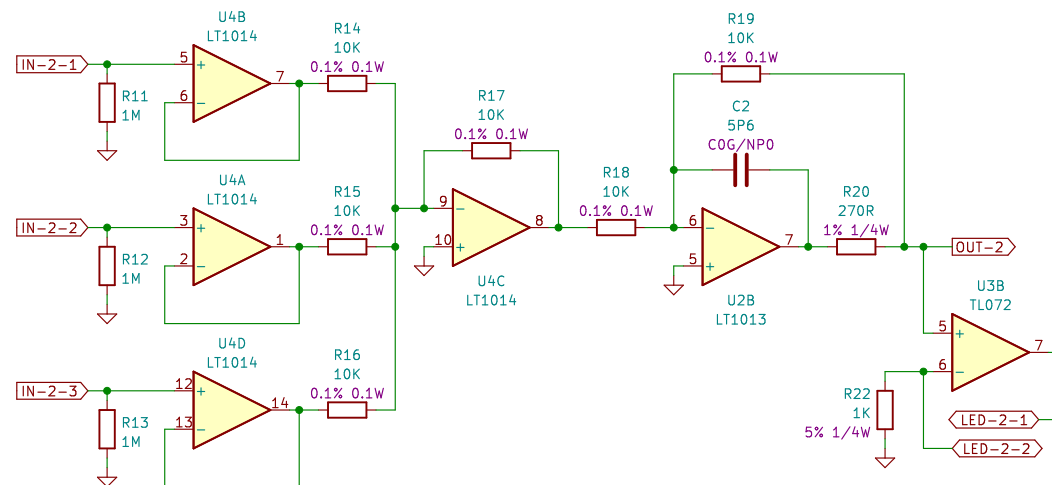 U4B
LT1014
IN-2-1
5
+
6
−
7
R11
1M
R14
10K
0.1% 0.1W
U4A
LT1014
IN-2-2
3
+
2
−
1
R12
1M
R15
10K
0.1% 0.1W
U4D
LT1014
IN-2-3
12
+
13
−
14
R13
1M
R16
10K
0.1% 0.1W
R17
10K
0.1% 0.1W
9
−
10
+
8
U4C
LT1014
R18
10K
0.1% 0.1W
R19
10K
0.1% 0.1W
C2
5P6
C0G/NP0
6
−
5
+
7
U2B
LT1013
R20
270R
1% 1/4W
OUT-2
U3B
TL072
5
+
6
−
7
R22
1K
5% 1/4W
LED-2-1
LED-2-2